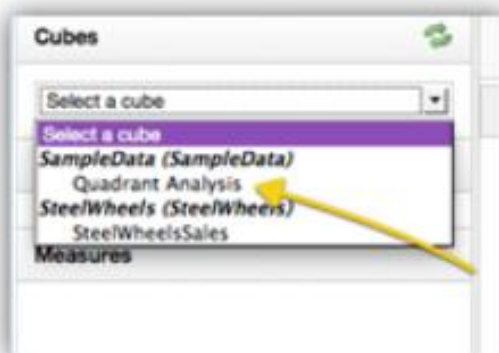 Cubes
Select a cube
Select a cube
SampleData (SampleData)
Quadrant Analysis
SteelWheels (SteelWheels)
SteelWheelsSales
Measures